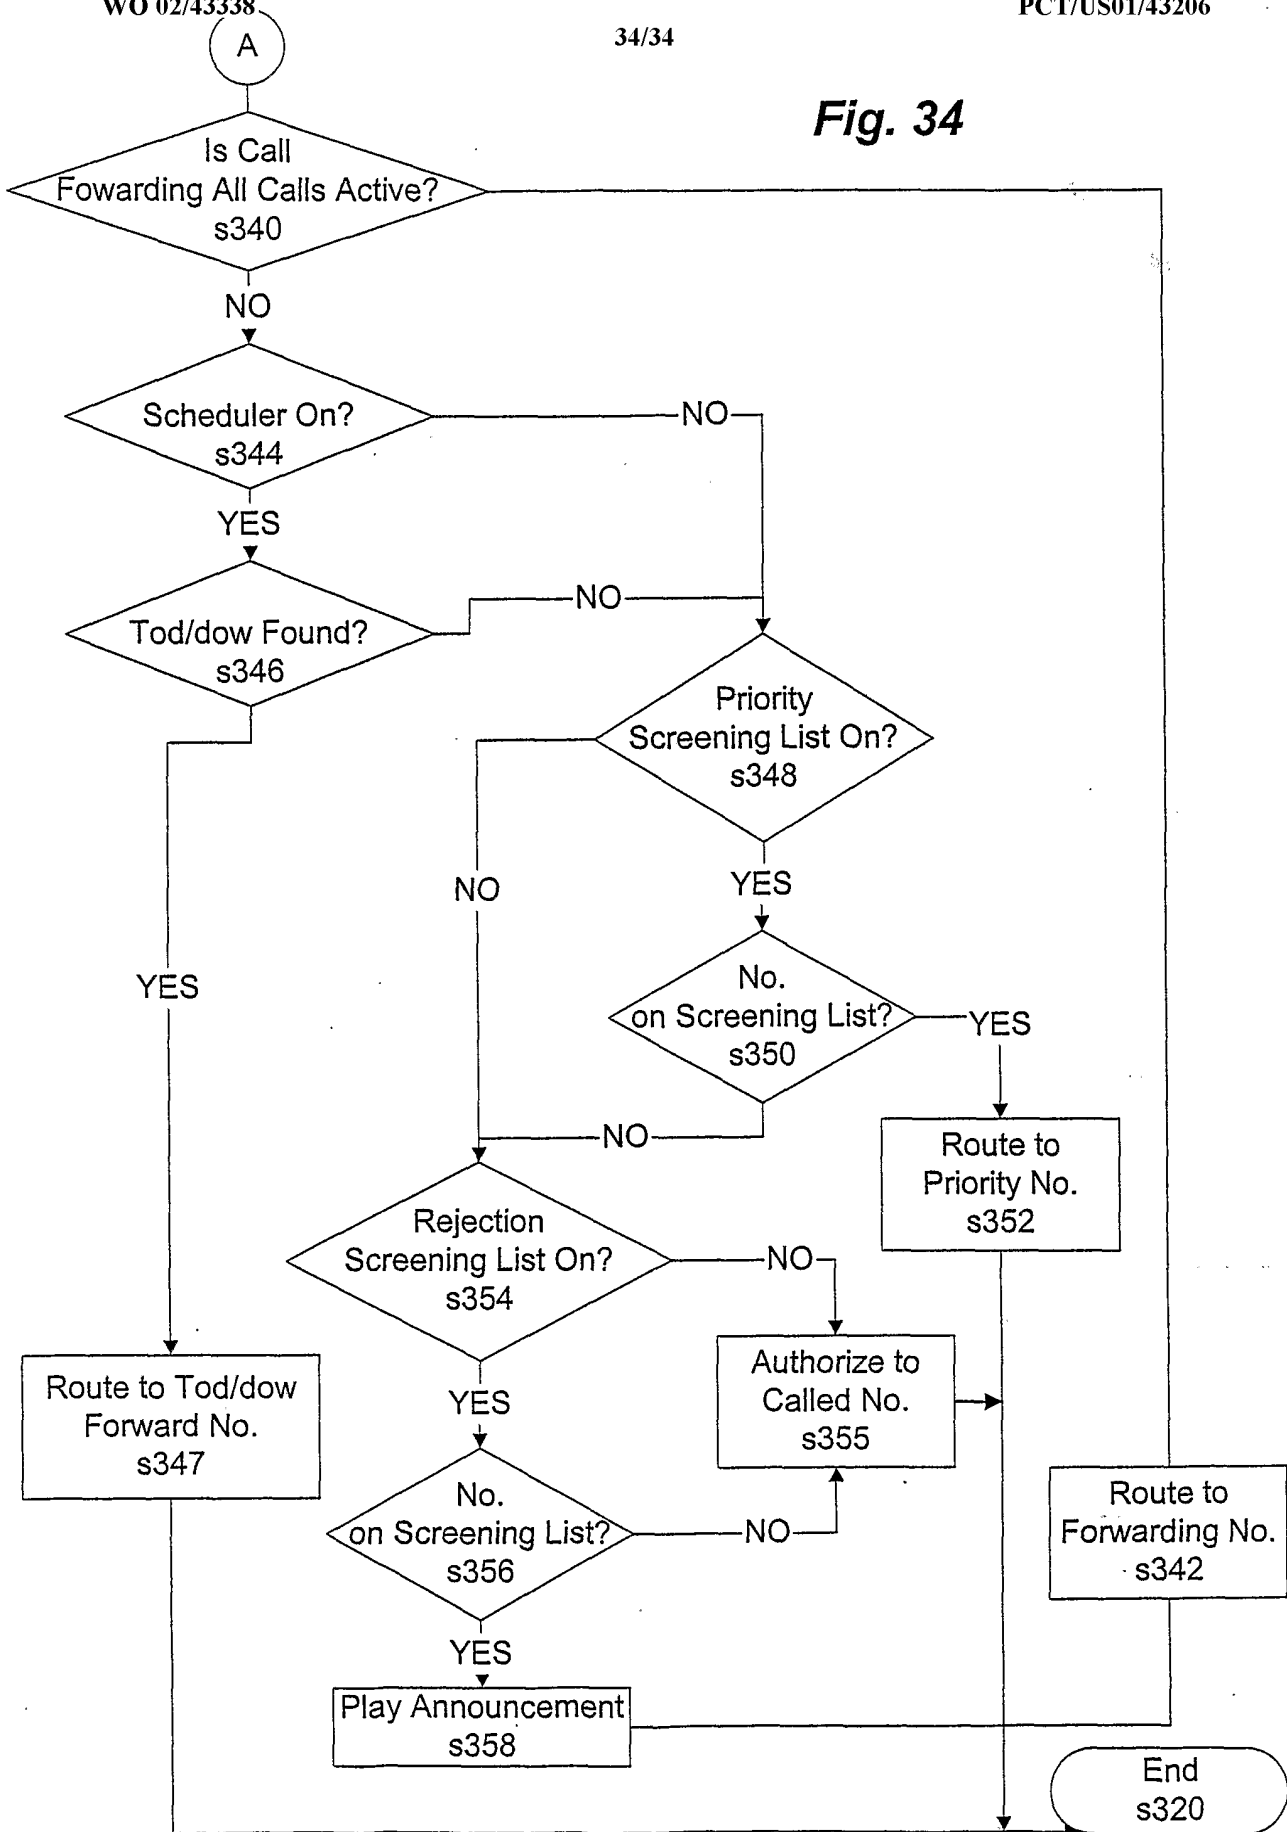 WO 02/43338
PCT/US01/43206
34/34
Fig. 34
A
Is Call
Fowarding All Calls Active?
s340
NO
Scheduler On?
s344
NO
YES
Tod/dow Found?
s346
NO
Priority
Screening List On?
s348
NO
YES
YES
No.
on Screening List?
s350
YES
NO
Route to
Priority No.
s352
Rejection
Screening List On?
s354
NO
Authorize to
Called No.
s355
Route to Tod/dow
Forward No.
s347
YES
No.
on Screening List?
s356
NO
Route to
Forwarding No.
s342
YES
Play Announcement
s358
End
s320